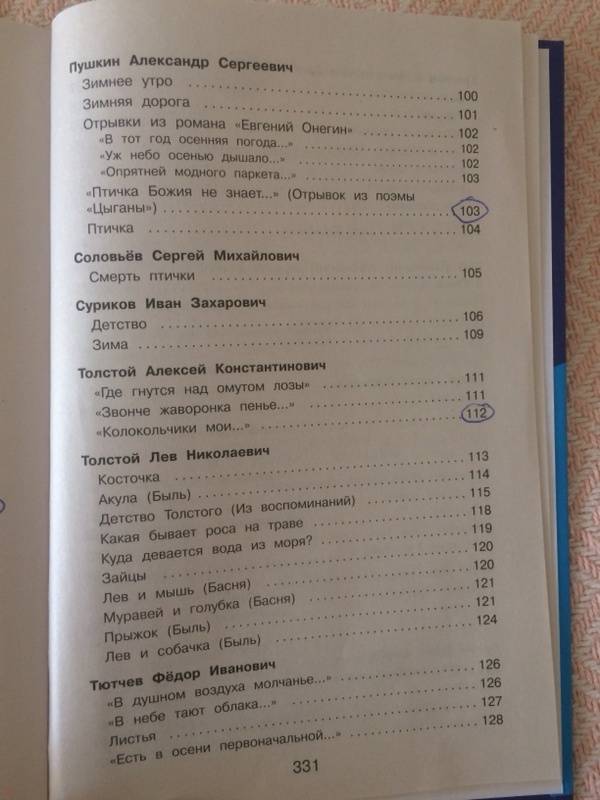 Пушкин Александр Сергеевич
Зимнее утро .......... 100
Зимняя дорога .......... 101
Отрывки из романа «Евгений Онегин» .......... 102
«В тот год осенняя погода...» .......... 102
«Уж небо осенью дышало...» .......... 102
«Опрятней модного паркета...» .......... 103
«Птичка Божия не знает...» (Отрывок из поэмы
«Цыганы») .......... 103
Птичка .......... 104
Соловьёв Сергей Михайлович
Смерть птички .......... 105
Суриков Иван Захарович
Детство .......... 106
Зима .......... 109
Толстой Алексей Константинович
«Где гнутся над омутом лозы» .......... 111
«Звонче жаворонка пенье...» .......... 111
«Колокольчики мои...» .......... 112
Толстой Лев Николаевич
Косточка .......... 113
Акула (Быль) .......... 114
Детство Толстого (Из воспоминаний) .......... 115
Какая бывает роса на траве .......... 118
Куда девается вода из моря? .......... 119
Зайцы .......... 120
Лев и мышь (Басня) .......... 120
Муравей и голубка (Басня) .......... 121
Прыжок (Быль) .......... 121
Лев и собачка (Быль) .......... 124
Тютчев Фёдор Иванович
«В душном воздуха молчанье...» .......... 126
«В небе тают облака...» .......... 126
Листья .......... 127
«Есть в осени первоначальной...» .......... 128
331